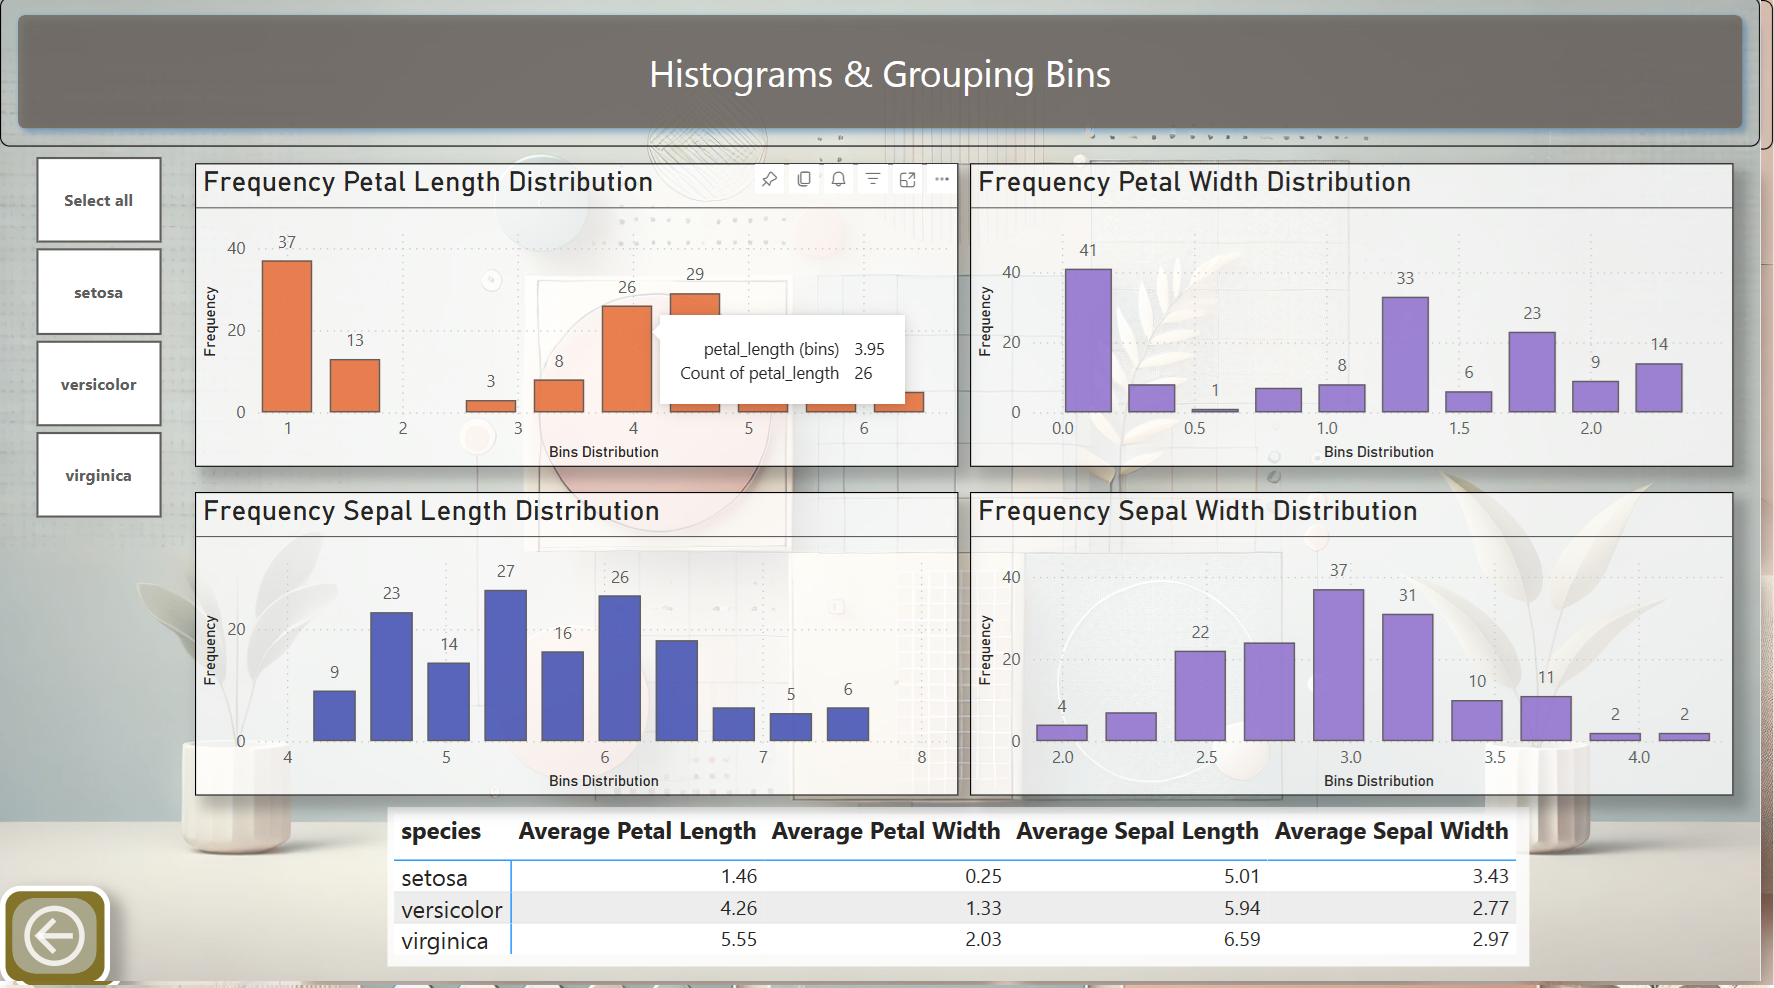 Histograms & Grouping Bins
Select all
setosa
versicolor
virginica
Frequency Petal Length Distribution
Frequency
40
20
0
37
13
3
8
26
29
petal_length (bins) 3.95
Count of petal_length 26
1 2 3 4 5 6
Bins Distribution
Frequency Petal Width Distribution
Frequency
40
20
0
41
1
8
33
6
23
9
14
0.0 0.5 1.0 1.5 2.0
Bins Distribution
Frequency Sepal Length Distribution
Frequency
20
0
9
23
14
27
16
26
5
6
4 5 6 7 8
Bins Distribution
Frequency Sepal Width Distribution
Frequency
40
20
0
4
22
37
31
10
11
2
2
2.0 2.5 3.0 3.5 4.0
Bins Distribution
species Average Petal Length Average Petal Width Average Sepal Length Average Sepal Width
setosa 1.46 0.25 5.01 3.43
versicolor 4.26 1.33 5.94 2.77
virginica 5.55 2.03 6.59 2.97